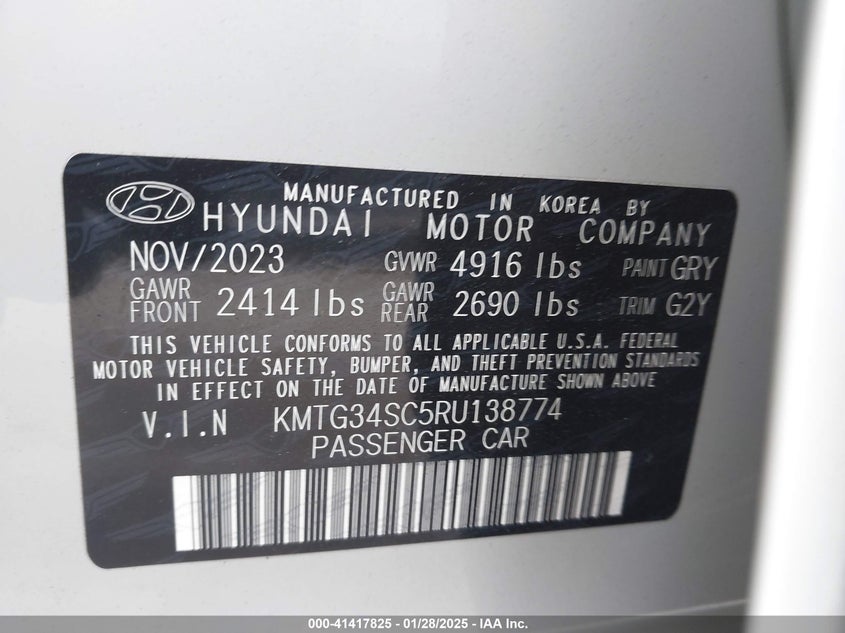 MANUFACTURED IN KOREA BY
HYUNDAI MOTOR COMPANY
NOV/2023 GVWR 4916 lbs PAINT GRY
GAWR FRONT 2414 lbs GAWR REAR 2690 lbs TRIM G2Y
THIS VEHICLE CONFORMS TO ALL APPLICABLE U.S.A. FEDERAL
MOTOR VEHICLE SAFETY, BUMPER, AND THEFT PREVENTION STANDARDS
IN EFFECT ON THE DATE OF MANUFACTURE SHOWN ABOVE
V.I.N KMTG34SC5RU138774
PASSENGER CAR
000-41417825 - 01/28/2025 - IAA Inc.